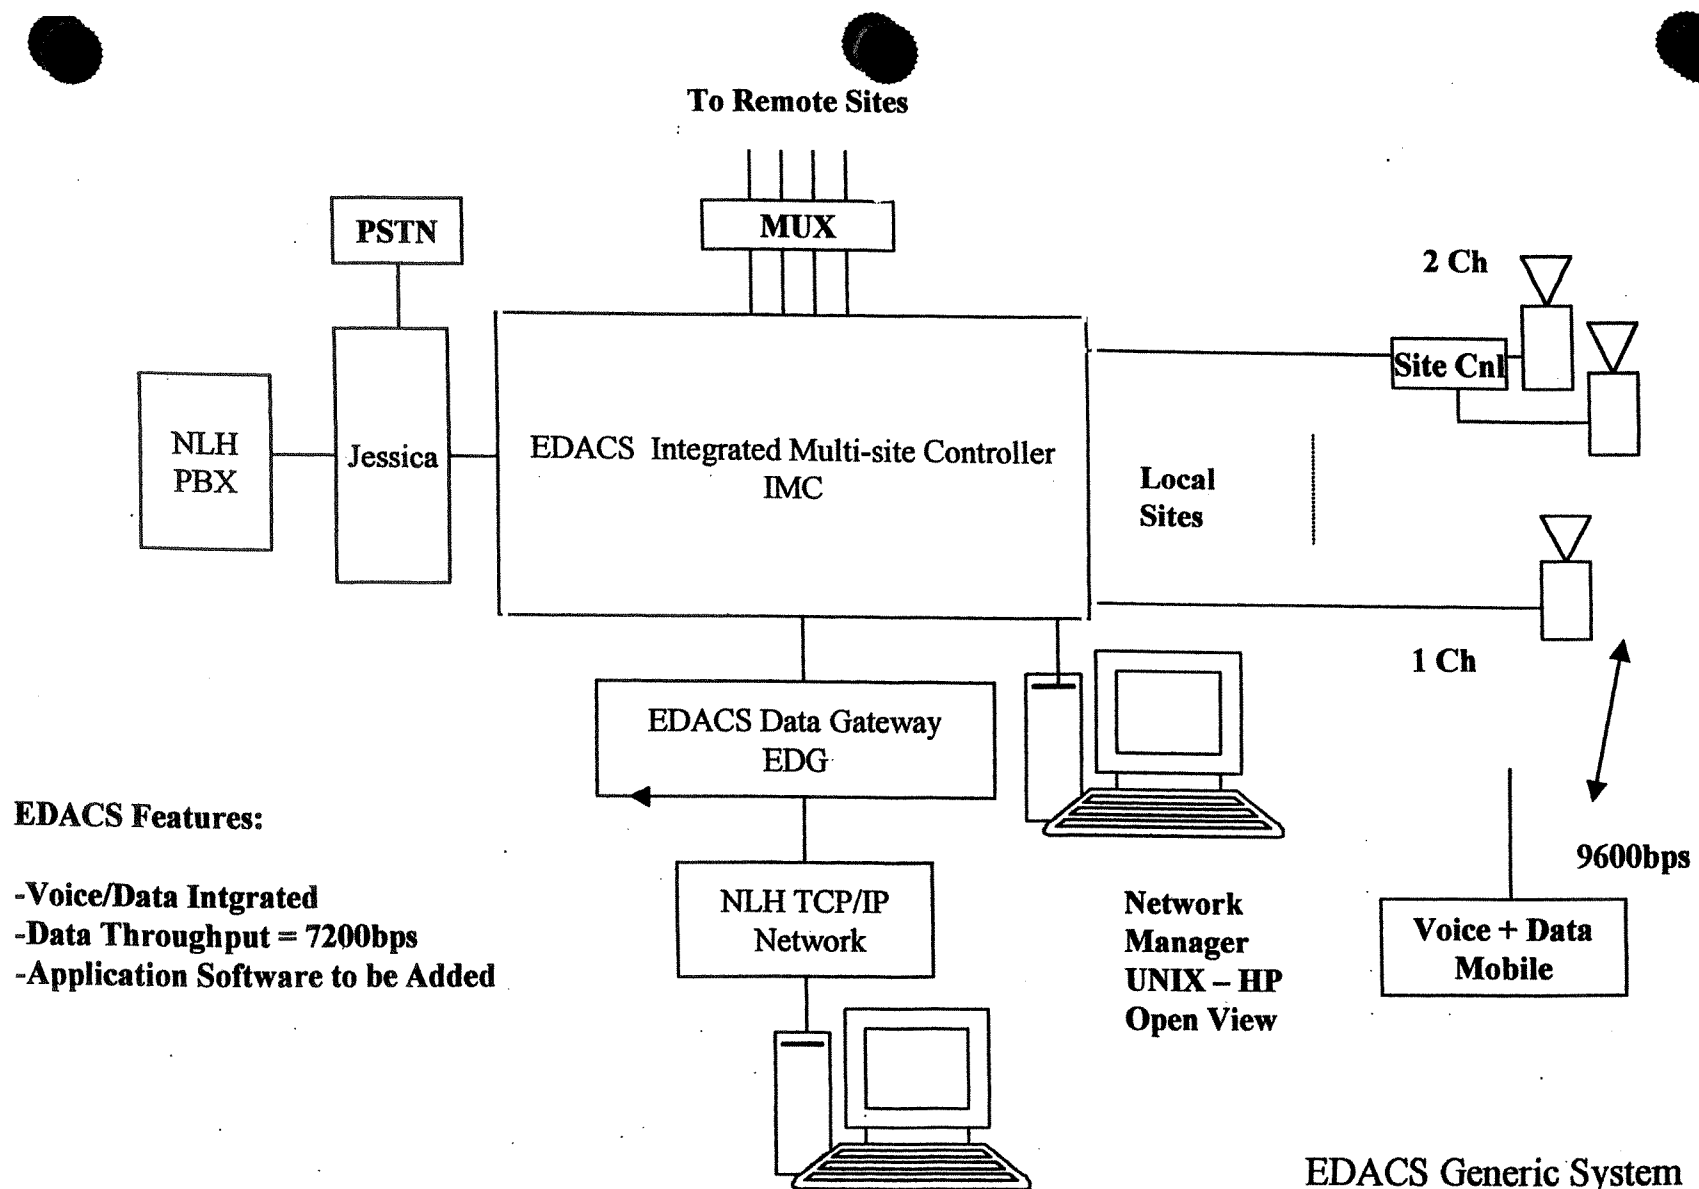 To Remote Sites
PSTN
MUX
2 Ch
Site Cnl
NLH
PBX
Jessica
EDACS Integrated Multi-site Controller
IMC
Local
Sites
1 Ch
EDACS Data Gateway
EDG
EDACS Features:
-Voice/Data Intgrated
-Data Throughput = 7200bps
-Application Software to be Added
NLH TCP/IP
Network
Network
Manager
UNIX – HP
Open View
9600bps
Voice + Data
Mobile
EDACS Generic System